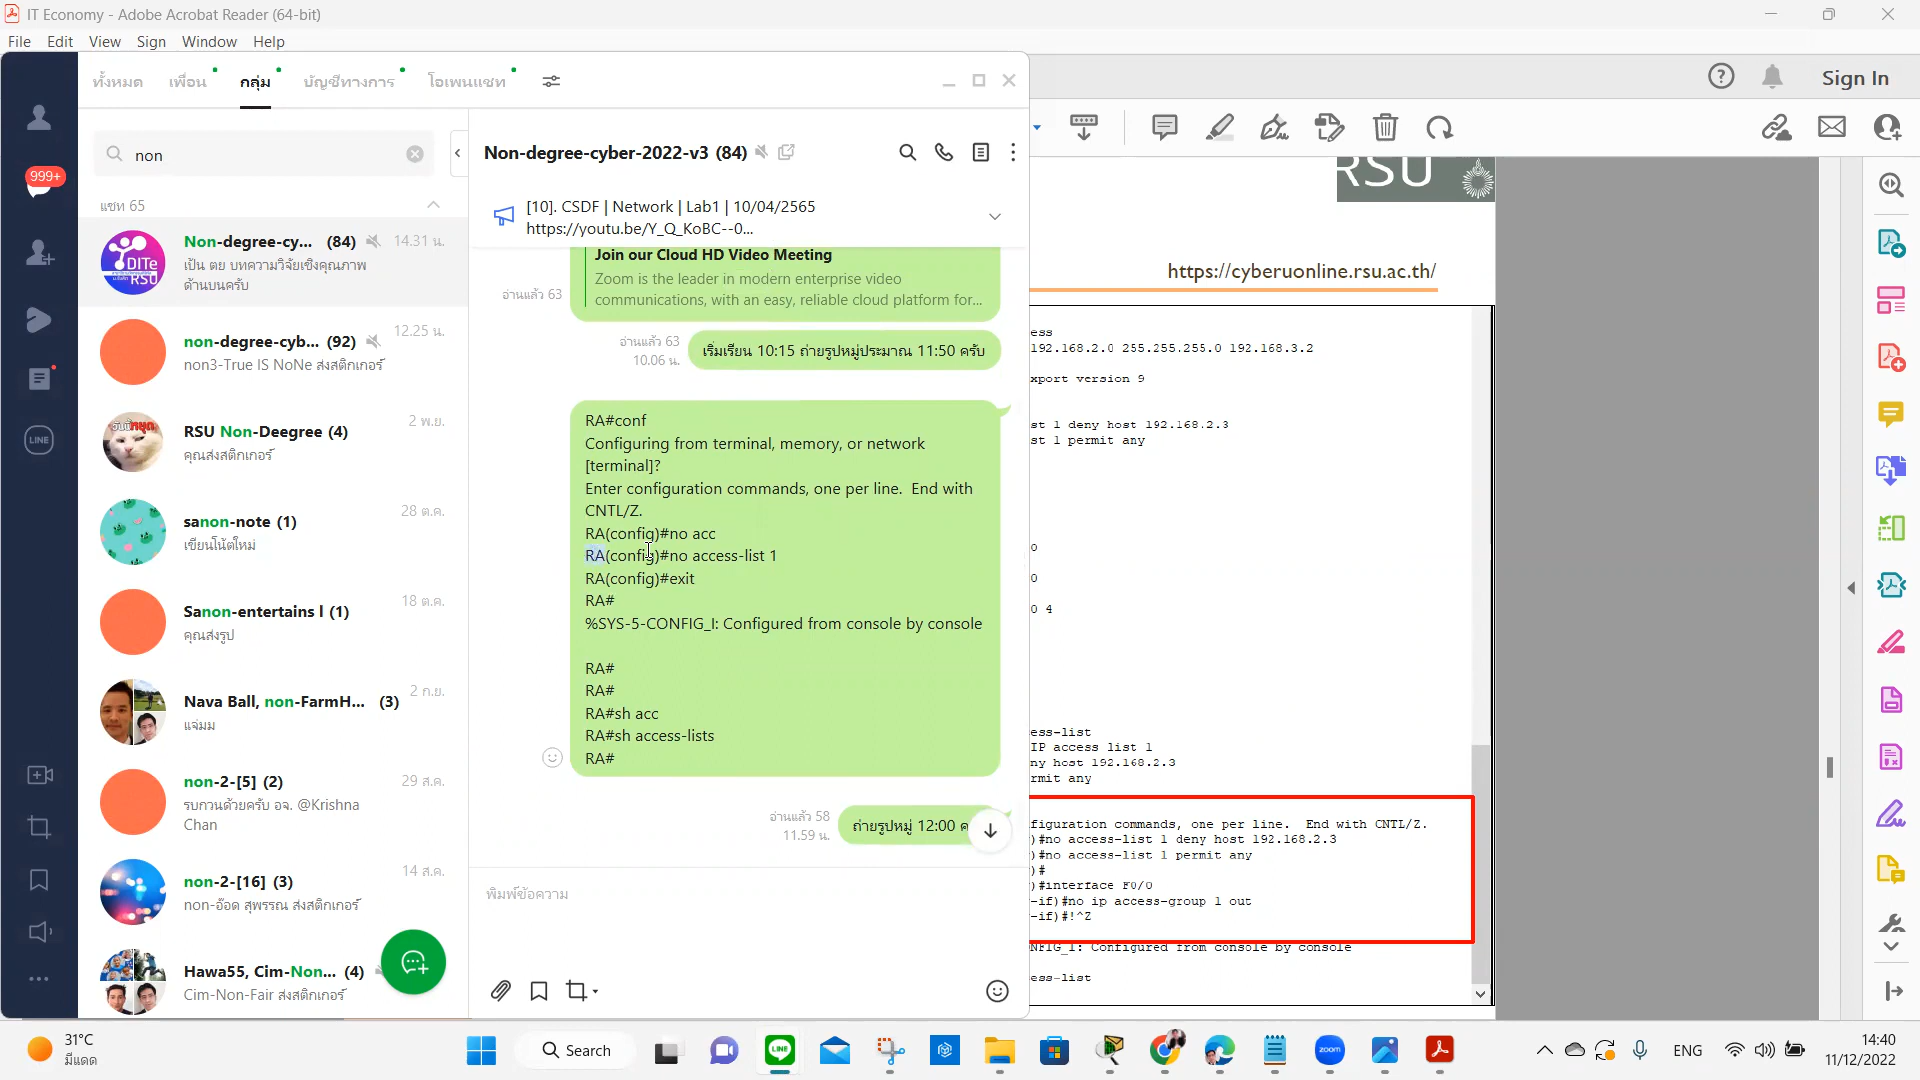 IT Economy - Adobe Acrobat Reader (64-bit)
File Edit View Sign Window Help
ทั้งหมด เพื่อน กลุ่ม บัญชีทางการ โอเพนแชท
Sign In
999+
non
แชท 65
Non-degree-cy... (84) 14.31 น.
เป็น ตย บทความวิจัยเชิงคุณภาพ
ด้านบนครับ
DITe
RSU
non-degree-cyb... (92) 12.25 น.
non3-True IS NoNe ส่งสติกเกอร์
RSU Non-Deegree (4) 2 พ.ย.
คุณส่งสติกเกอร์
sanon-note (1) 28 ต.ค.
เขียนโน้ตใหม่
LINE
Sanon-entertains l (1) 18 ต.ค.
คุณส่งรูป
Nava Ball, non-FarmH... (3) 2 ก.ย.
แจ่มม
non-2-[5] (2) 29 ส.ค.
รบกวนด้วยครับ อจ. @Krishna
Chan
non-2-[16] (3) 14 ส.ค.
non-อ๊อด สุพรรณ ส่งสติกเกอร์
Hawa55, Cim-Non... (4)
Cim-Non-Fair ส่งสติกเกอร์
Non-degree-cyber-2022-v3 (84)
[10]. CSDF | Network | Lab1 | 10/04/2565
https://youtu.be/Y_Q_KoBC--0...
Join our Cloud HD Video Meeting
Zoom is the leader in modern enterprise video
communications, with an easy, reliable cloud platform for...
อ่านแล้ว 63
อ่านแล้ว 63
10.06 น.
เริ่มเรียน 10:15 ถ่ายรูปหมู่ประมาณ 11:50 ครับ
RA#conf
Configuring from terminal, memory, or network
[terminal]?
Enter configuration commands, one per line. End with
CNTL/Z.
RA(config)#no acc
RA(config)#no access-list 1
RA(config)#exit
RA#
%SYS-5-CONFIG_I: Configured from console by console
RA#
RA#
RA#sh acc
RA#sh access-lists
RA#
อ่านแล้ว 58
11.59 น.
ถ่ายรูปหมู่ 12:00 ค
พิมพ์ข้อความ
RSU
https://cyberuonline.rsu.ac.th/
ess
192.168.2.0 255.255.255.0 192.168.3.2
xport version 9
st 1 deny host 192.168.2.3
st 1 permit any
0
0
0 4
ess-list
IP access list 1
ny host 192.168.2.3
rmit any
figuration commands, one per line. End with CNTL/Z.
)#no access-list 1 deny host 192.168.2.3
)#no access-list 1 permit any
)#
)#interface F0/0
-if)#no ip access-group 1 out
-if)#!^Z
NFIG_I: Configured from console by console
ess-list
31°C
มีแดด
Search
zoom
ENG
14:40
11/12/2022